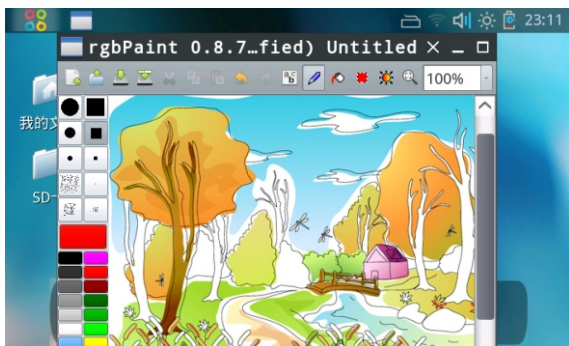 23:11
rgbPaint 0.8.7…fied) Untitled
100%
我的文
SD-